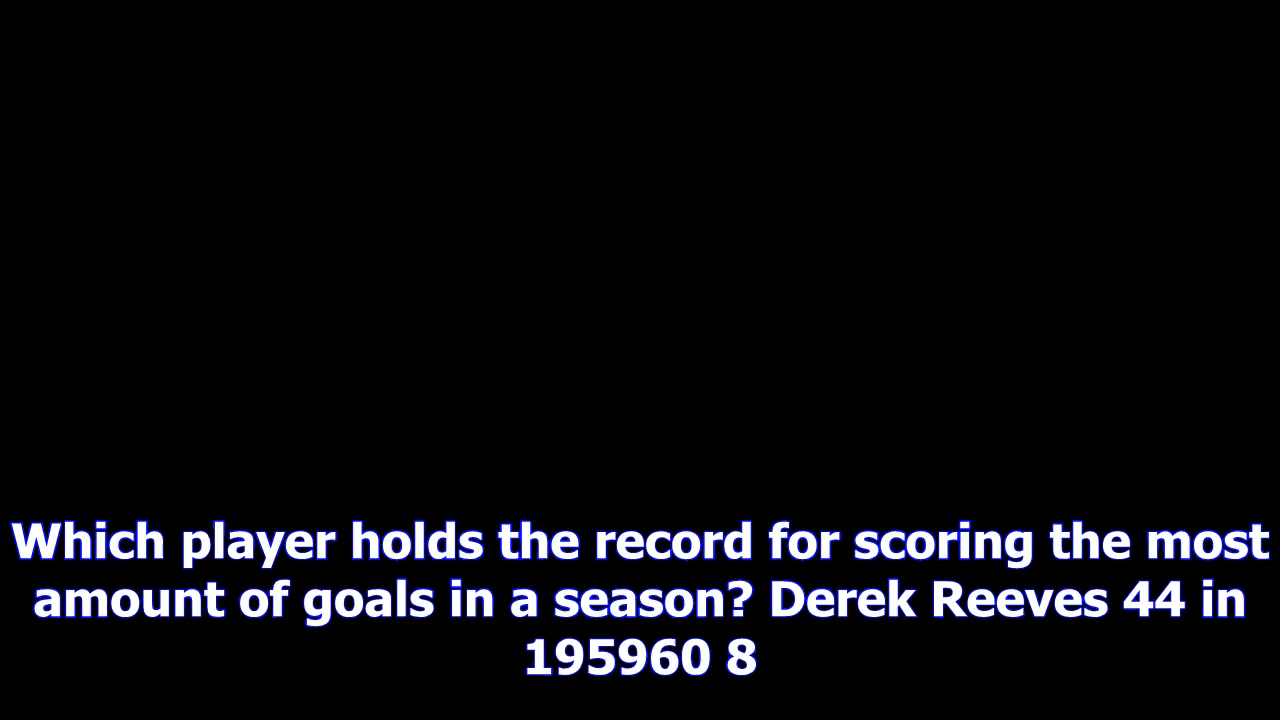 Which player holds the record for scoring the most
amount of goals in a season? Derek Reeves 44 in
195960 8